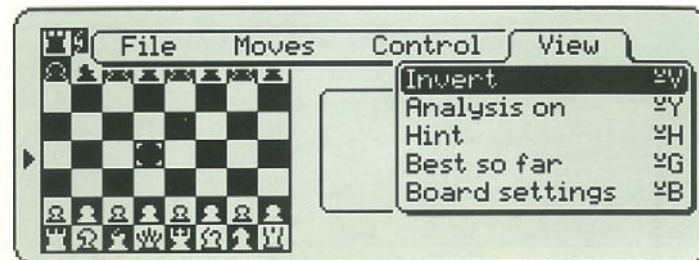 File Moves Control View
Invert ⌥V
Analysis on ⌥Y
Hint ⌥H
Best so far ⌥G
Board settings ⌥B